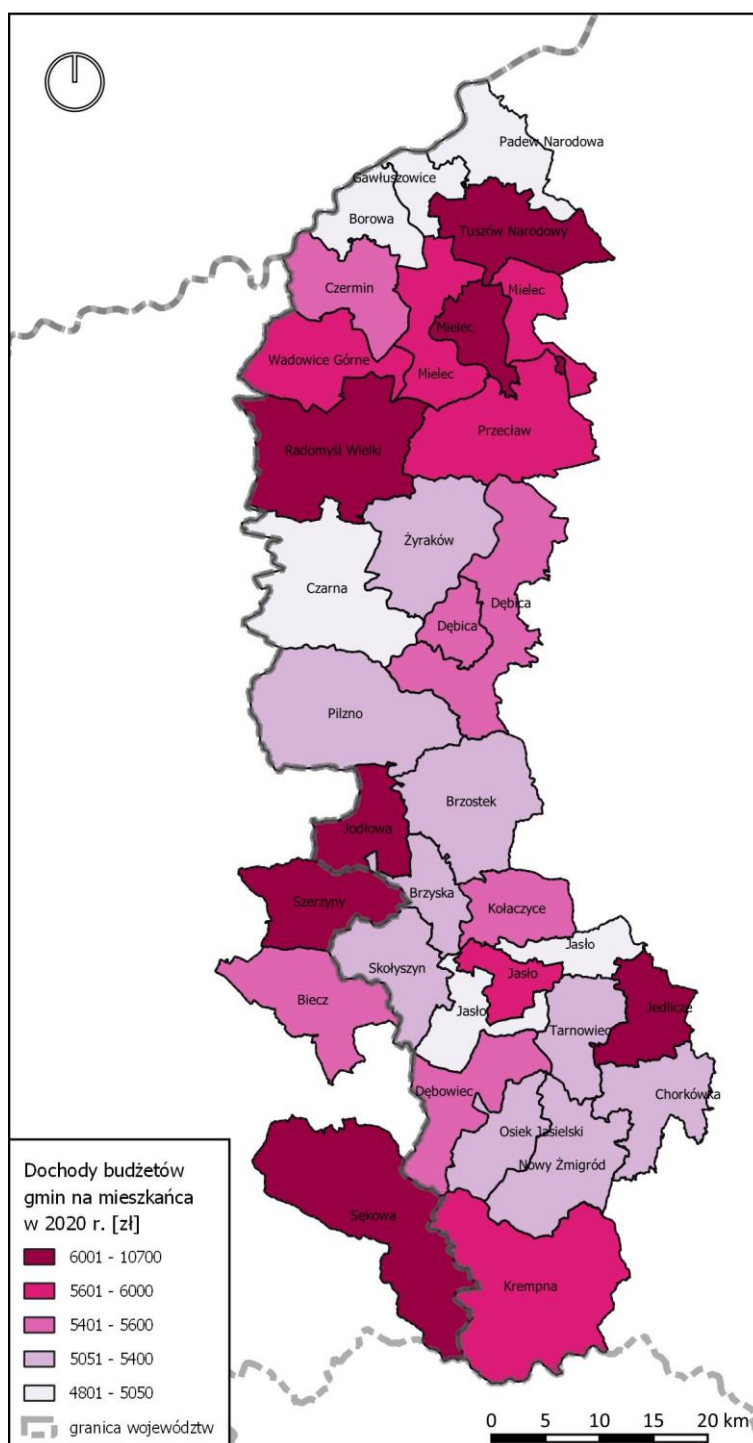 Padew Narodowa
Gawłuszowice
Borowa
Tuszów Narodowy
Czermin
Mielec
Mielec
Wadowice Górne
Mielec
Przecław
Radomyśl Wielki
Żyraków
Czarna
Dębica
Dębica
Pilzno
Brzostek
Jodłowa
Brzyska
Szerzyny
Kołaczyce
Jasło
Skołyszyn
Jasło
Biecz
Jasło
Jedlicze
Tarnowiec
Dębowiec
Chorkówka
Osiek Jasielski
Nowy Żmigród
Sękowa
Krempna
Dochody budżetów
gmin na mieszkańca
w 2020 r. [zł]
6001 - 10700
5601 - 6000
5401 - 5600
5051 - 5400
4801 - 5050
granica województw
0 5 10 15 20 km